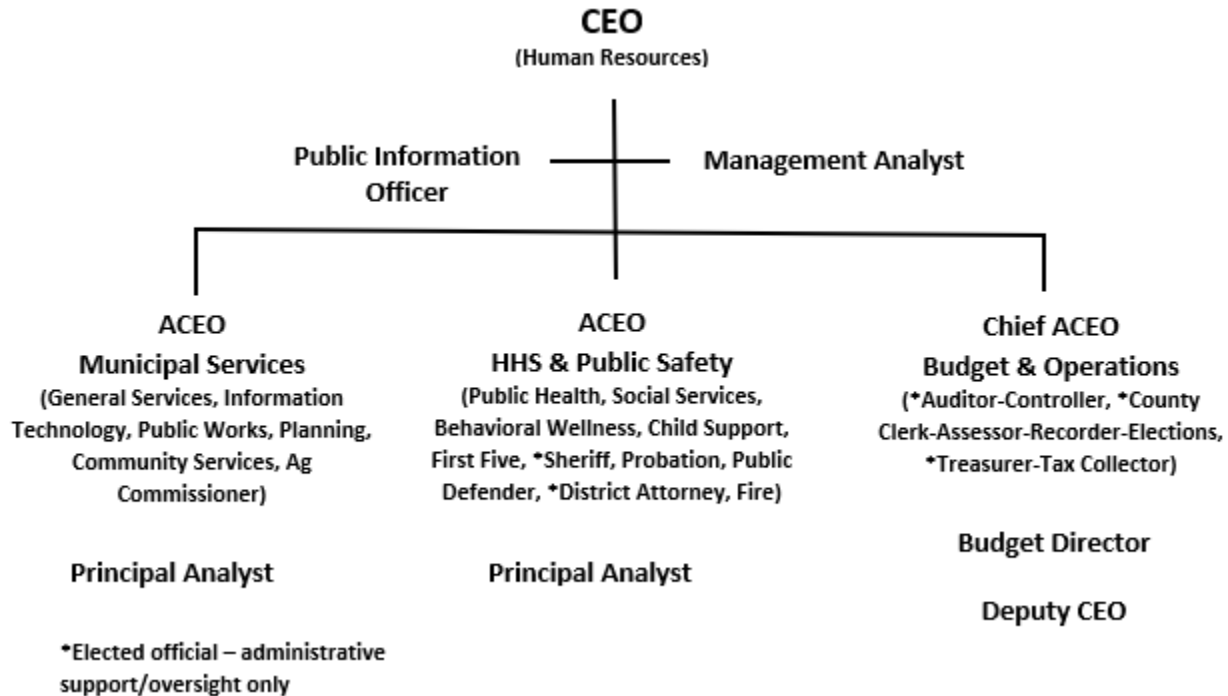 CEO
(Human Resources)
Public Information
Officer
Management Analyst
ACEO
Municipal Services
(General Services, Information
Technology, Public Works, Planning,
Community Services, Ag
Commissioner)
Principal Analyst
*Elected official – administrative
support/oversight only
ACEO
HHS & Public Safety
(Public Health, Social Services,
Behavioral Wellness, Child Support,
First Five, *Sheriff, Probation, Public
Defender, *District Attorney, Fire)
Principal Analyst
Chief ACEO
Budget & Operations
(*Auditor-Controller, *County
Clerk-Assessor-Recorder-Elections,
*Treasurer-Tax Collector)
Budget Director
Deputy CEO